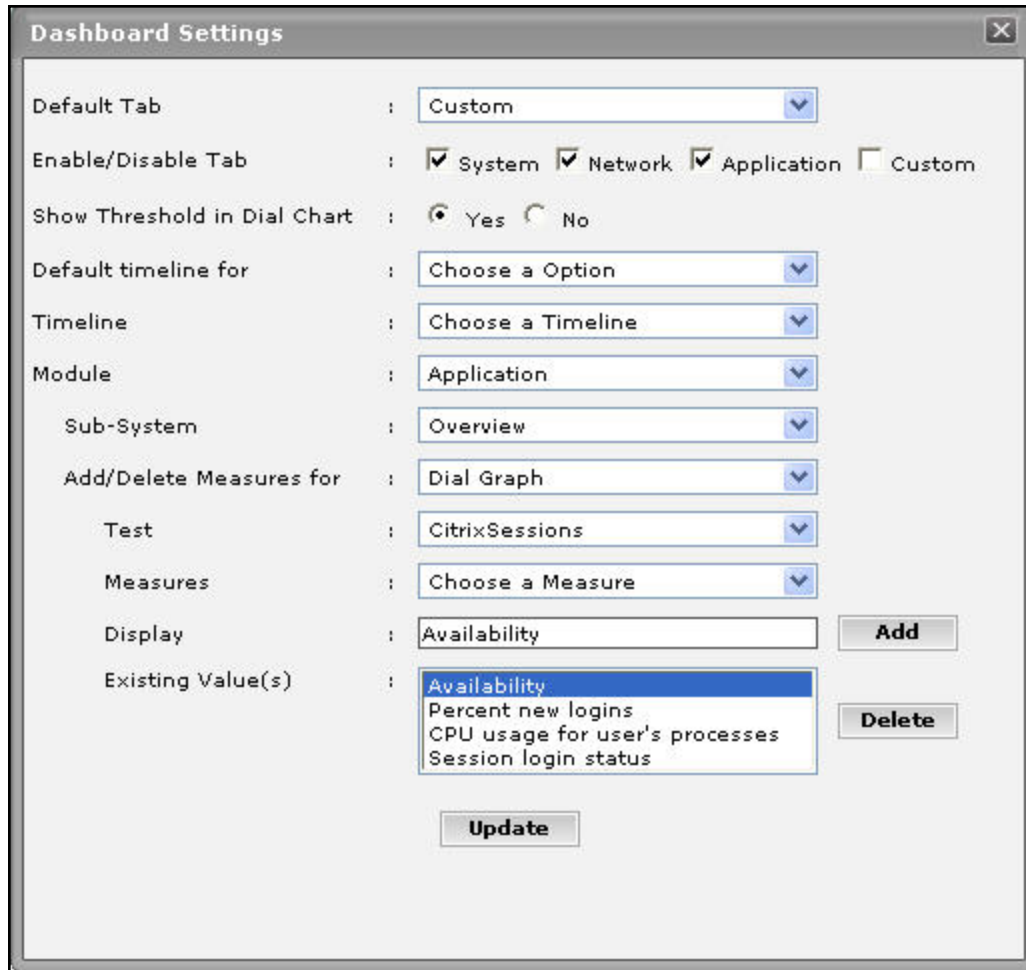 Dashboard Settings
Default Tab : Custom
Enable/Disable Tab : System Network Application Custom
Show Threshold in Dial Chart : Yes No
Default timeline for : Choose a Option
Timeline : Choose a Timeline
Module : Application
Sub-System : Overview
Add/Delete Measures for : Dial Graph
Test : CitrixSessions
Measures : Choose a Measure
Display : Availability Add
Existing Value(s) : Availability
Percent new logins
CPU usage for user's processes
Session login status
Delete
Update